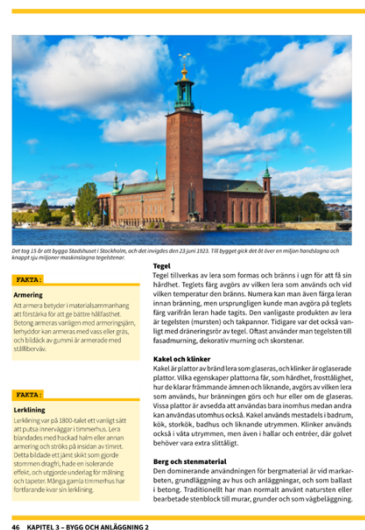 Det tog 15 år att bygga Stadshuset i Stockholm, och det invigdes den 23 juni 1923. Till bygget gick det åt över en miljon handslagna och
knappt sju miljoner maskinslagna tegelstenar.
FAKTA:
Armering
Att armera betyder i materialsammanhang
att förstärka för att ge bättre hållfasthet.
Betong armeras vanligen med armeringsjärn,
lerhyddor kan armeras med vass eller gräs,
och bildäck av gummi är armerade med
stålliberväv.
FAKTA:
Lerklining
Lerklining var på 1800-talet ett vanligt sätt
att putsa innerväggar i timmerhus. Lera
blandades med hackad halm eller annan
armering och ströks på insidan av timret.
Detta bildade ett jämt skikt som gjorde
stommen dragfri, hade en isolerande
effekt, och utgjorde underlag för målning
och tapeter. Många gamla timmerhus har
fortfarande kvar sin lerklining.
Tegel
Tegel tillverkas av lera som formas och bränns i ugn för att få sin
hårdhet. Teglets färg avgörs av vilken lera som används och vid
vilken temperatur den bränns. Numera kan man även färga leran
innan bränning, men ursprungligen kunde man avgöra på teglets
färg varifrån leran hade tagits. Den vanligaste produkten av lera
är tegelsten (mursten) och takpannor. Tidigare var det också van-
ligt med dräneringsrör av tegel. Oftast använder man tegelsten till
fasadmurning, dekorativ murning och skorstenar.
Kakel och klinker
Kakel är plattor av bränd lera som glaseras, och klinker är oglaserade
plattor. Vilka egenskaper plattorna får, som hårdhet, frosttålighet,
hur de klarar främmande ämnen och liknande, avgörs av vilken lera
som används, hur bränningen görs och hur eller om de glaseras.
Vissa plattor är avsedda att användas bara inomhus medan andra
kan användas utomhus också. Kakel används mestadels i badrum,
kök, storkök, badhus och liknande utrymmen. Klinker används
också i våta utrymmen, men även i hallar och entréer, där golvet
behöver vara extra slittåligt.
Berg och stenmaterial
Den dominerande användningen för bergmaterial är vid markar-
beten, grundläggning av hus och anläggningar, och som ballast
i betong. Traditionellt har man normalt använt natursten eller
bearbetade stenblock till murar, grunder och som vägbeläggning.
46 KAPITEL 3 – BYGG OCH ANLÄGGNING 2